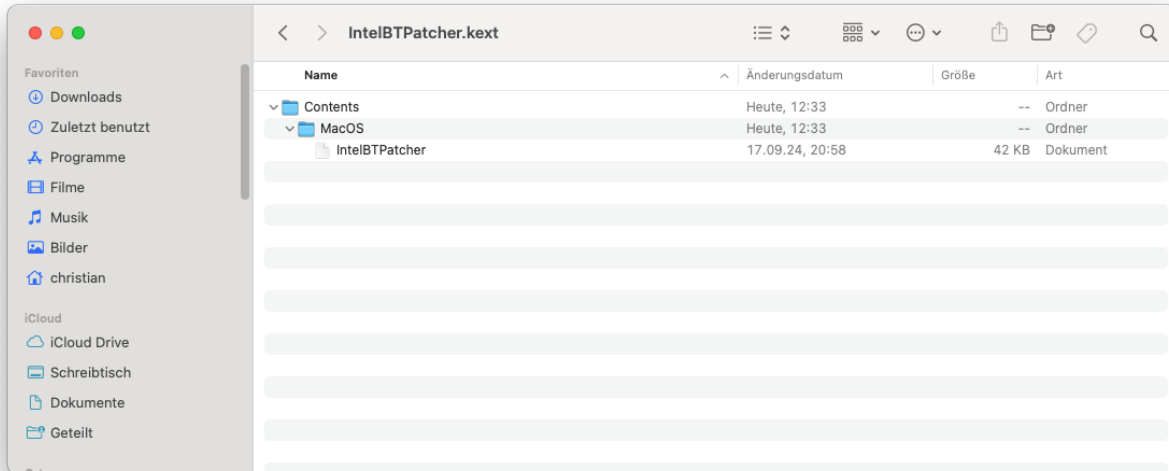 IntelBTPatcher.kext
Favoriten
Downloads
Zuletzt benutzt
Programme
Filme
Musik
Bilder
christian
iCloud
iCloud Drive
Schreibtisch
Dokumente
Geteilt
Name Änderungsdatum Größe Art
Contents Heute, 12:33 -- Ordner
MacOS Heute, 12:33 -- Ordner
IntelBTPatcher 17.09.24, 20:58 42 KB Dokument